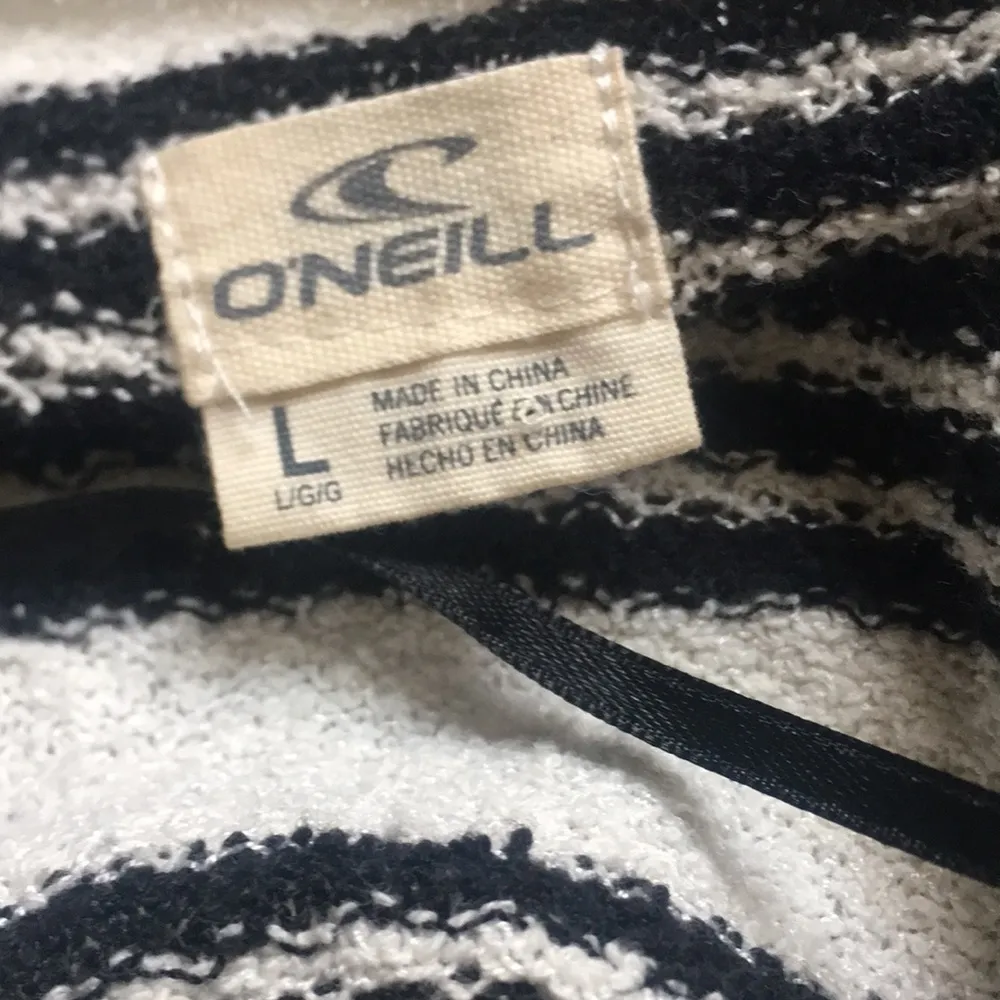 O'NEILL
L
L/G/G
MADE IN CHINA
FABRIQUÉ EN CHINE
HECHO EN CHINA